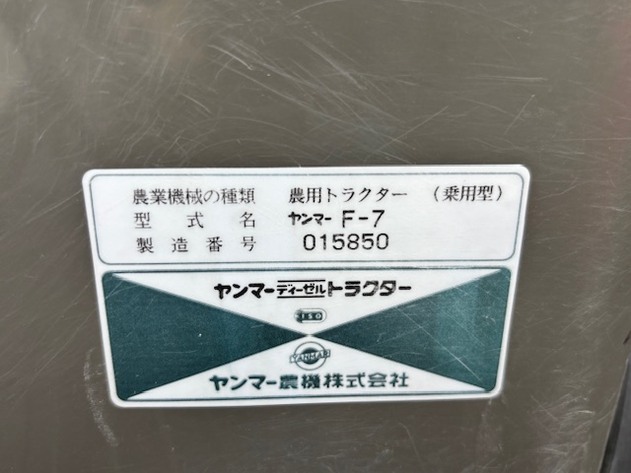 農業機械の種類 農用トラクター (乗用型)
型式名 ヤンマー F-7
製造番号 015850
ヤンマーディーゼルトラクター
ISO
YANMAR
ヤンマー農機株式会社